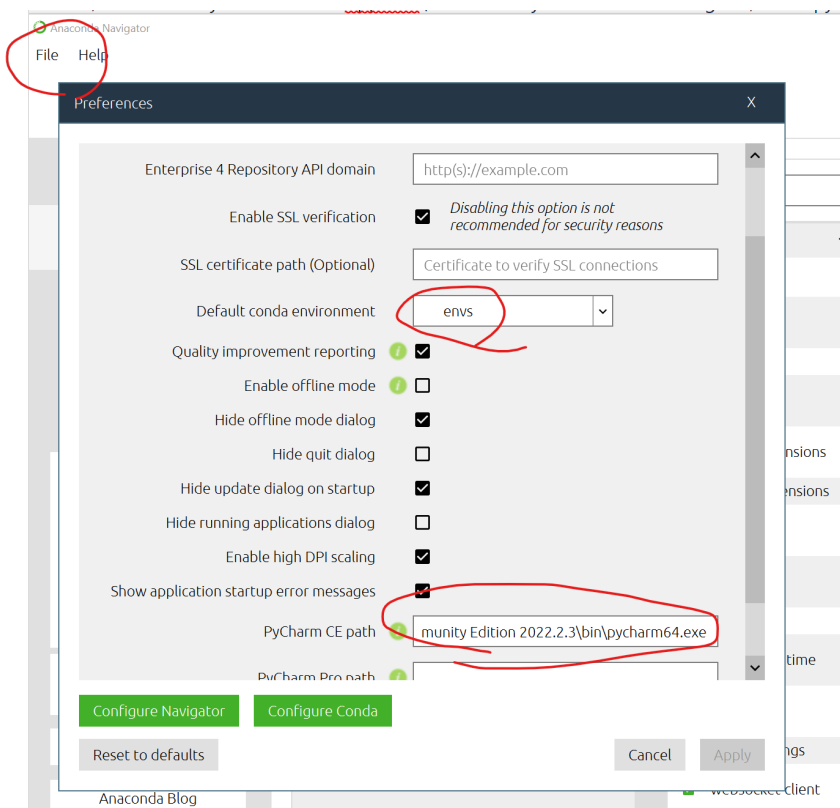 Anaconda Navigator
File Help
Preferences X
Enterprise 4 Repository API domain http(s)://example.com
Enable SSL verification Disabling this option is not
recommended for security reasons
SSL certificate path (Optional) Certificate to verify SSL connections
Default conda environment envs
Quality improvement reporting
Enable offline mode
Hide offline mode dialog
Hide quit dialog
nsions
Hide update dialog on startup
ensions
Hide running applications dialog
Enable high DPI scaling
Show application startup error messages
PyCharm CE path munity Edition 2022.2.3\bin\pycharm64.exe
time
PyCharm Pro path
Configure Navigator Configure Conda
Reset to defaults Cancel Apply
ngs
websocket client
Anaconda Blog